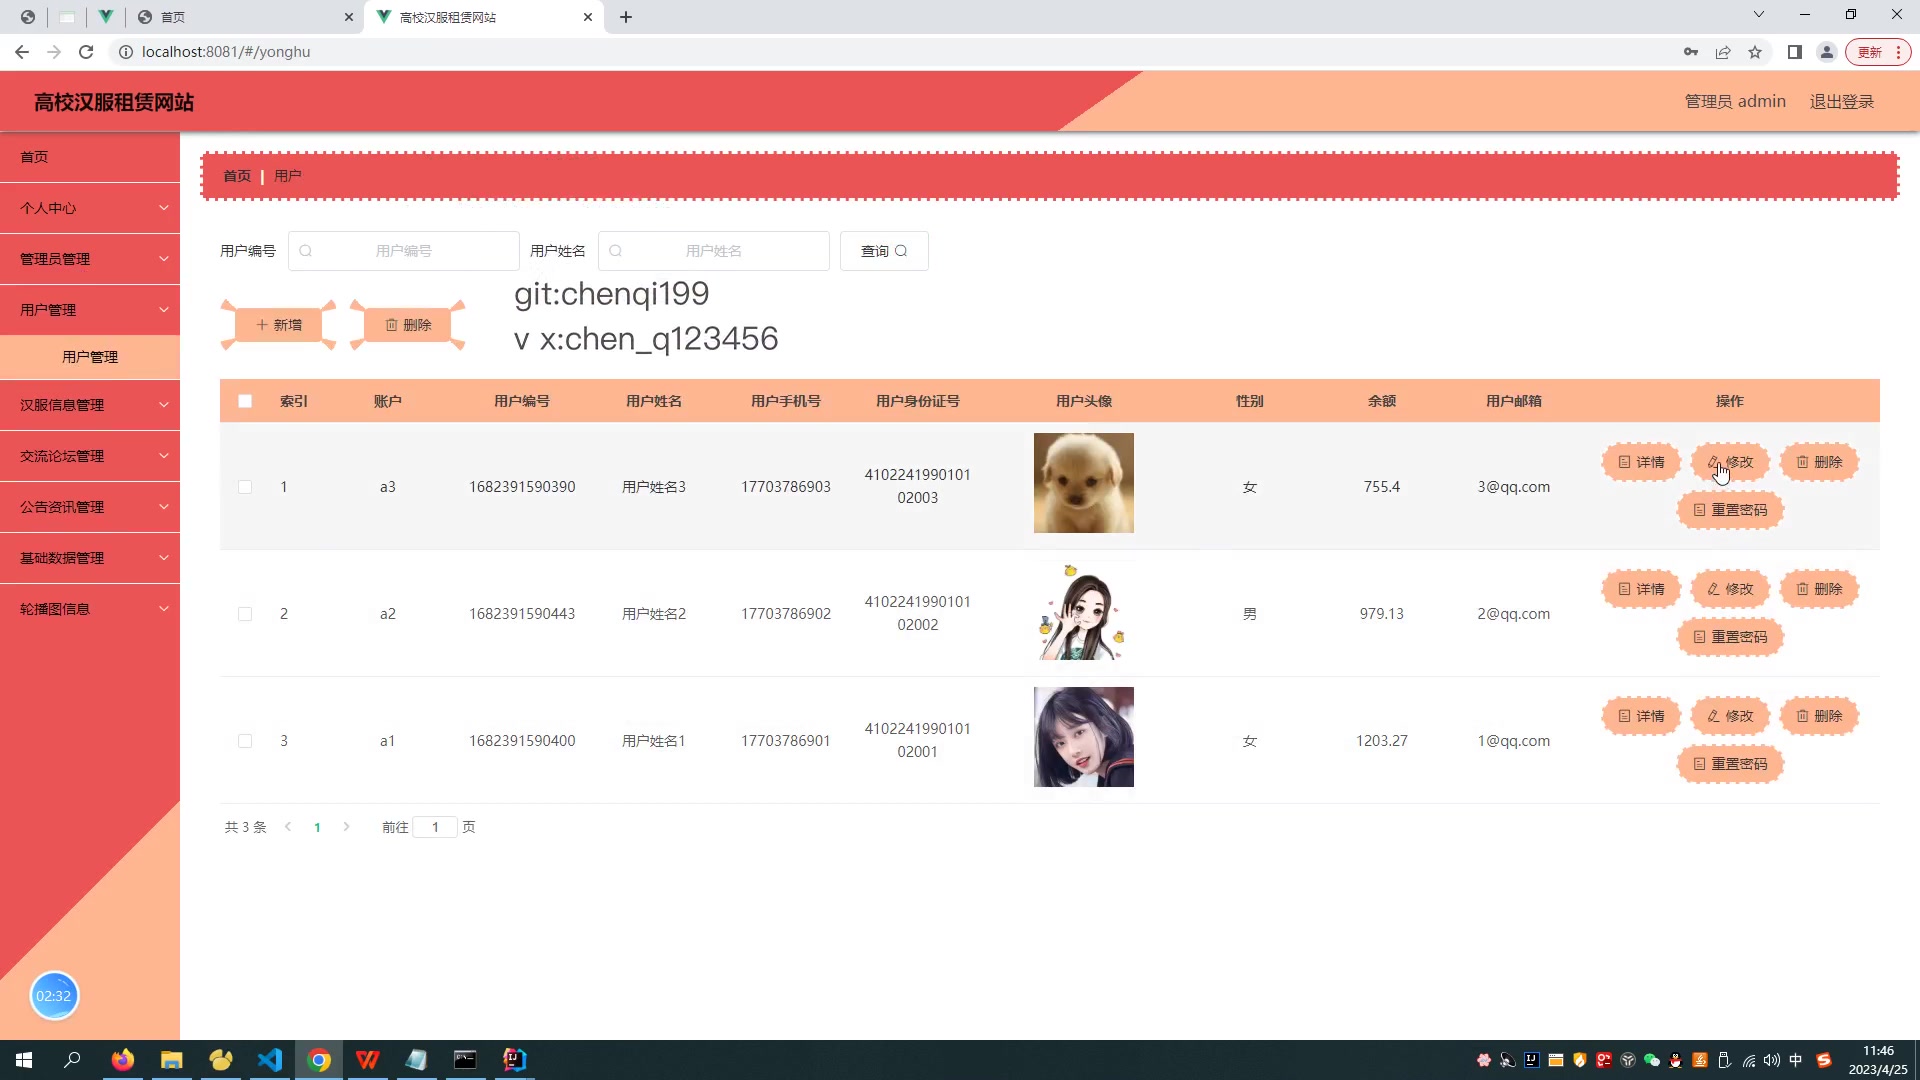 首页
高校汉服租赁网站
localhost:8081/#/yonghu
更新
高校汉服租赁网站
管理员 admin
退出登录
首页
个人中心
管理员管理
用户管理
用户管理
汉服信息管理
交流论坛管理
公告资讯管理
基础数据管理
轮播图信息
首页 | 用户
用户编号 用户编号 用户姓名 用户姓名 查询
新增 删除
git:chenqi199
v x:chen_q123456
索引 账户 用户编号 用户姓名 用户手机号 用户身份证号 用户头像 性别 余额 用户邮箱 操作
1 a3 1682391590390 用户姓名3 17703786903 4102241990101
02003
女 755.4 3@qq.com
详情 修改 删除
重置密码
2 a2 1682391590443 用户姓名2 17703786902 4102241990101
02002
男 979.13 2@qq.com
详情 修改 删除
重置密码
3 a1 1682391590400 用户姓名1 17703786901 4102241990101
02001
女 1203.27 1@qq.com
详情 修改 删除
重置密码
共 3 条 1 前往 1 页
02:32
中
11:46
2023/4/25